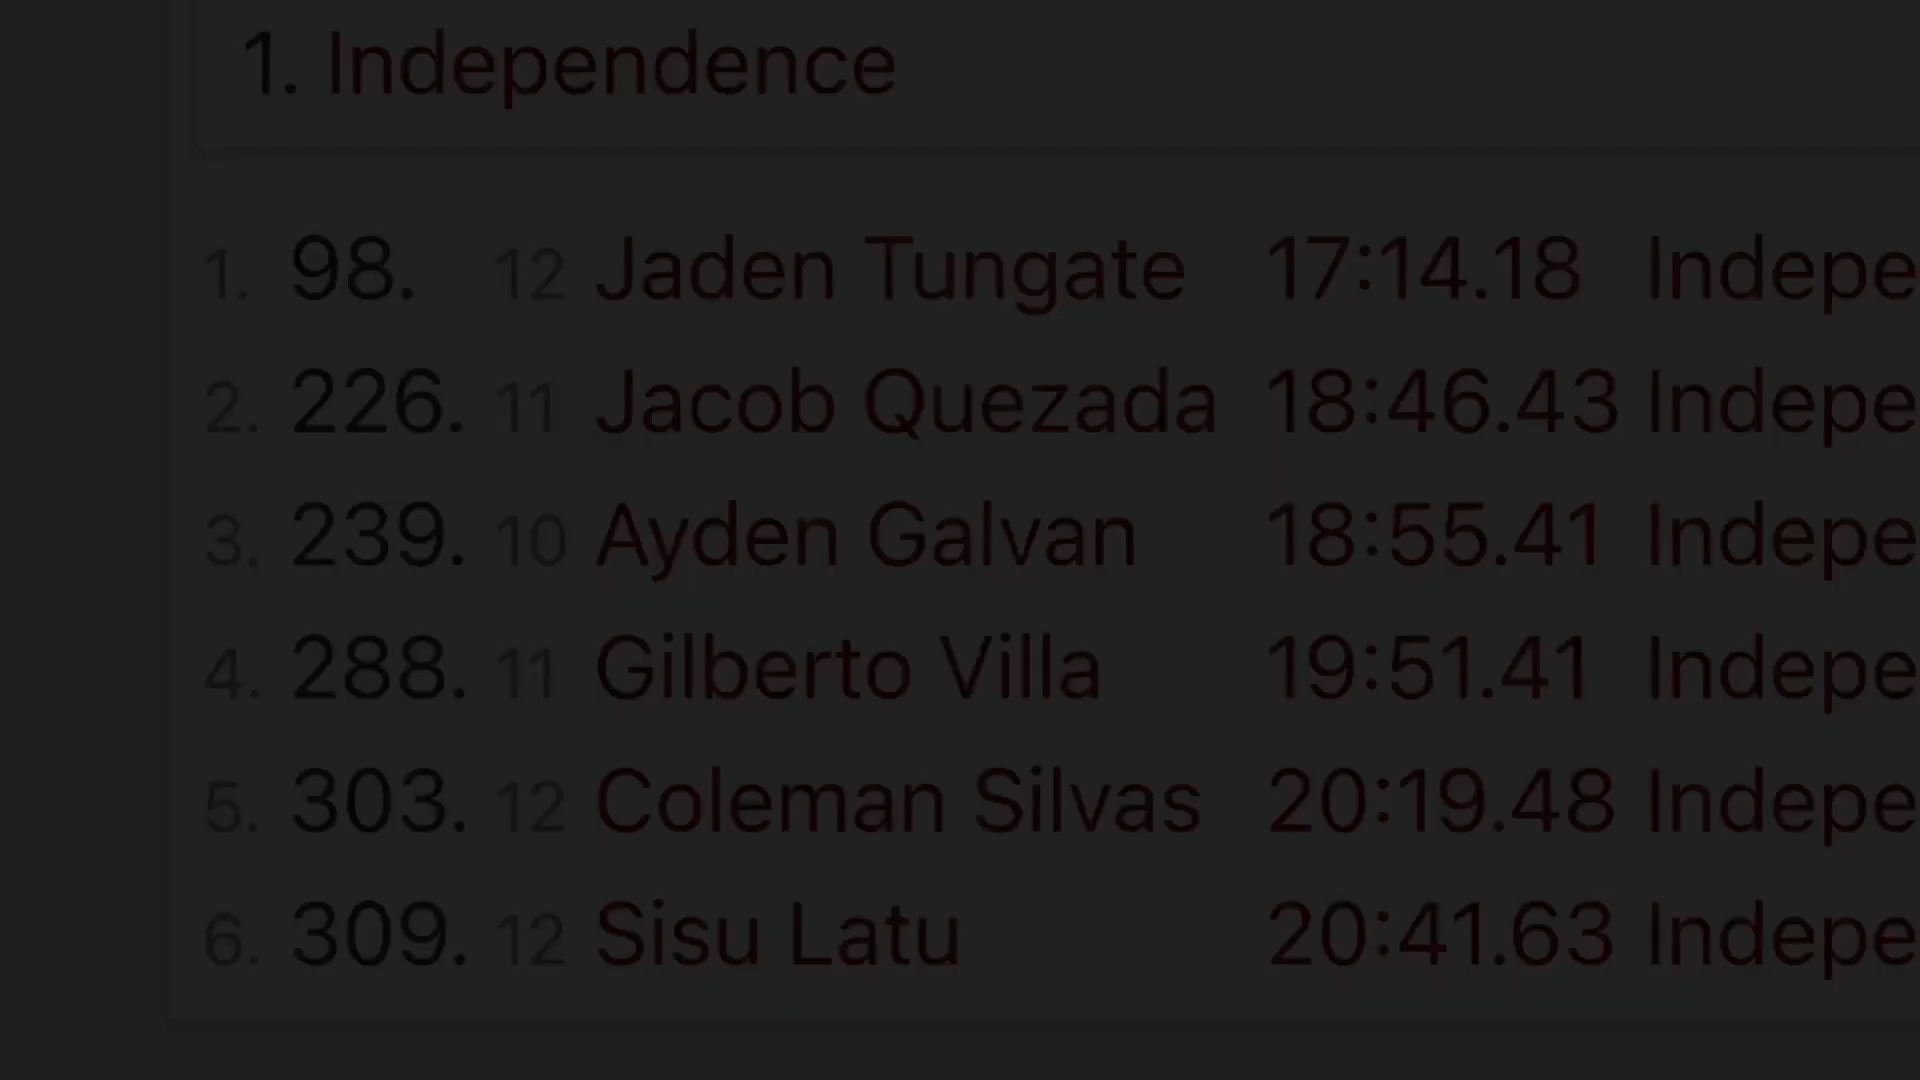 1. Independence
1. 98. 12 Jaden Tungate 17:14.18 Indepe
2. 226. 11 Jacob Quezada 18:46.43 Indepe
3. 239. 10 Ayden Galvan 18:55.41 Indepe
4. 288. 11 Gilberto Villa 19:51.41 Indepe
5. 303. 12 Coleman Silvas 20:19.48 Indepe
6. 309. 12 Sisu Latu 20:41.63 Indepe